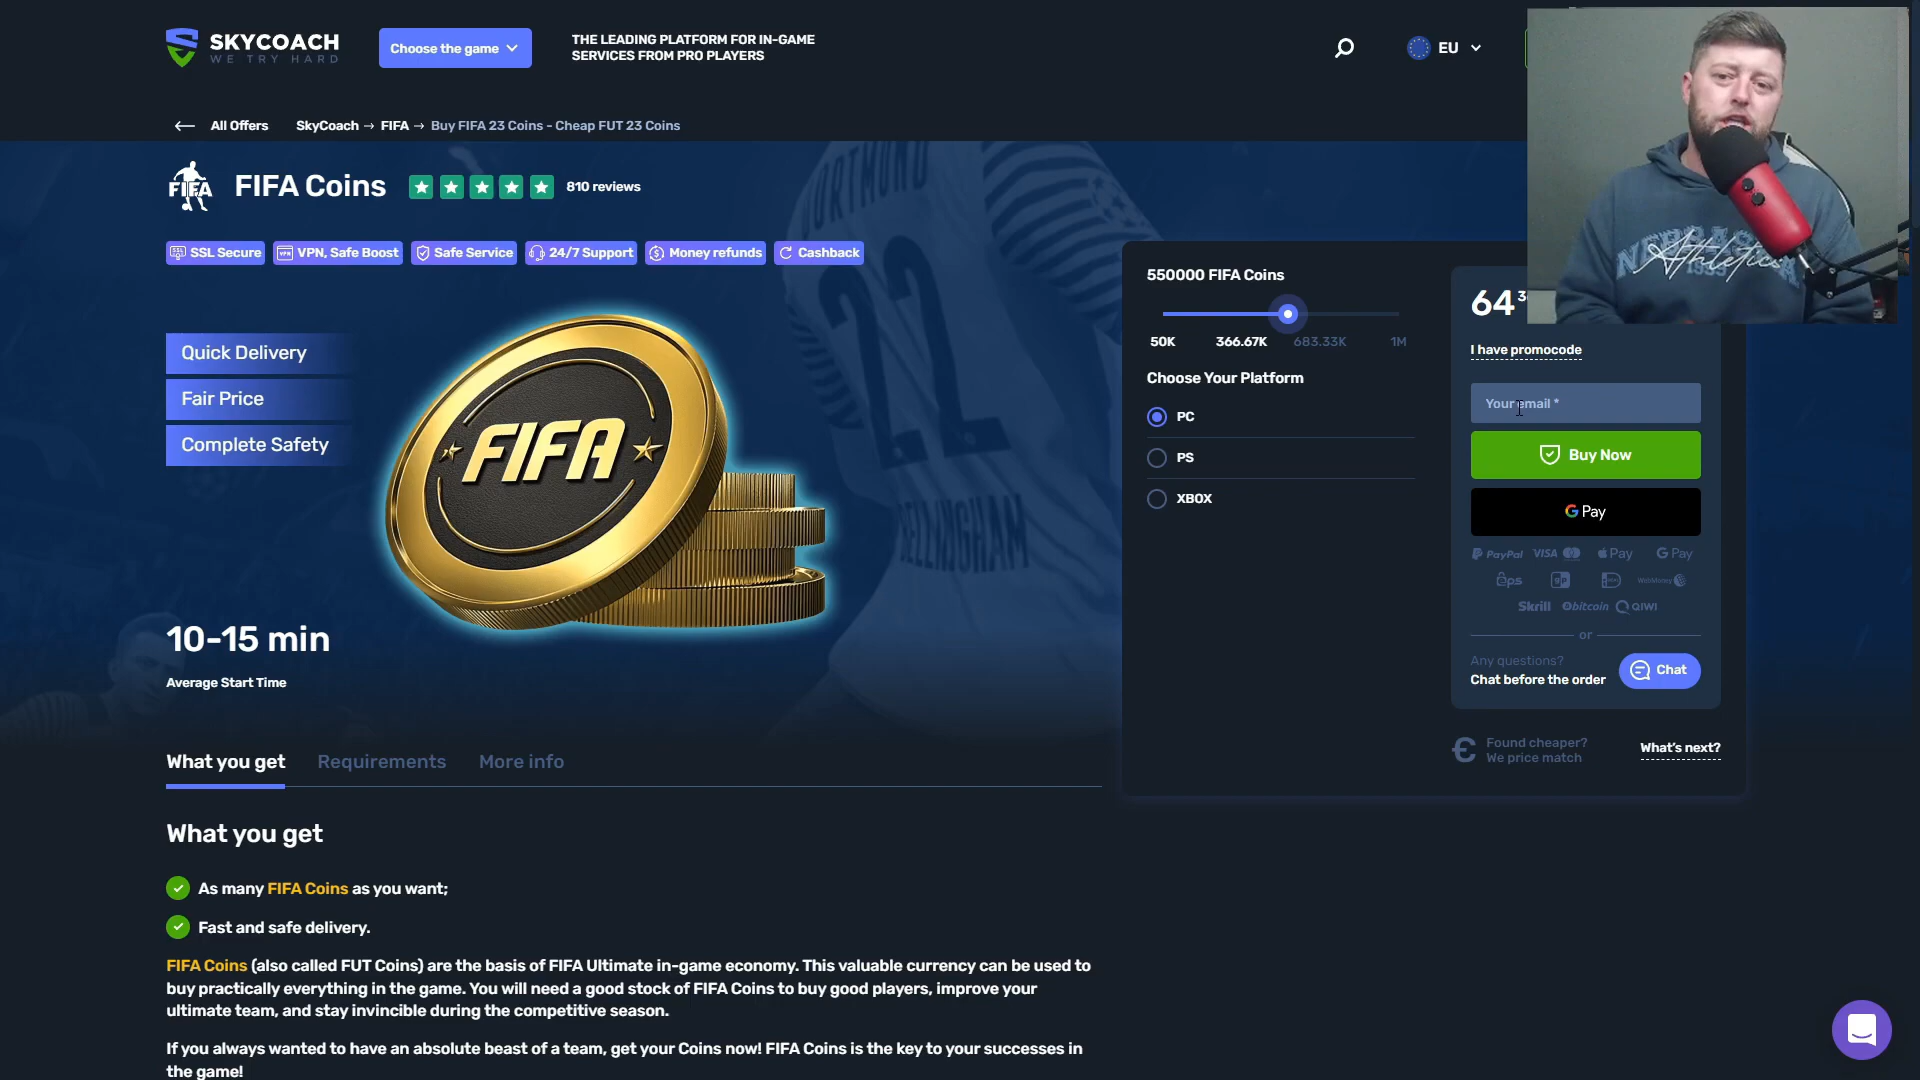 SKYCOACH
WE TRY HARD
Choose the game
THE LEADING PLATFORM FOR IN-GAME
SERVICES FROM PRO PLAYERS
EU
All Offers
SkyCoach → FIFA → Buy FIFA 23 Coins - Cheap FUT 23 Coins
FIFA
FIFA Coins
810 reviews
SSL Secure
VPN, Safe Boost
Safe Service
24/7 Support
Money refunds
Cashback
Quick Delivery
Fair Price
Complete Safety
FIFA
DORTMUND
22
BELLINGHAM
10-15 min
Average Start Time
550000 FIFA Coins
50K
366.67K
683.33K
1M
Choose Your Platform
PC
PS
XBOX
64
I have promocode
Your email *
Buy Now
G Pay
PayPal VISA Pay G Pay
Skrill bitcoin QIWI
or
Any questions?
Chat before the order
Chat
Found cheaper?
We price match
What's next?
Athletics
What you get
Requirements
More info
What you get
As many FIFA Coins as you want;
Fast and safe delivery.
FIFA Coins (also called FUT Coins) are the basis of FIFA Ultimate in-game economy. This valuable currency can be used to
buy practically everything in the game. You will need a good stock of FIFA Coins to buy good players, improve your
ultimate team, and stay invincible during the competitive season.
If you always wanted to have an absolute beast of a team, get your Coins now! FIFA Coins is the key to your successes in
the game!